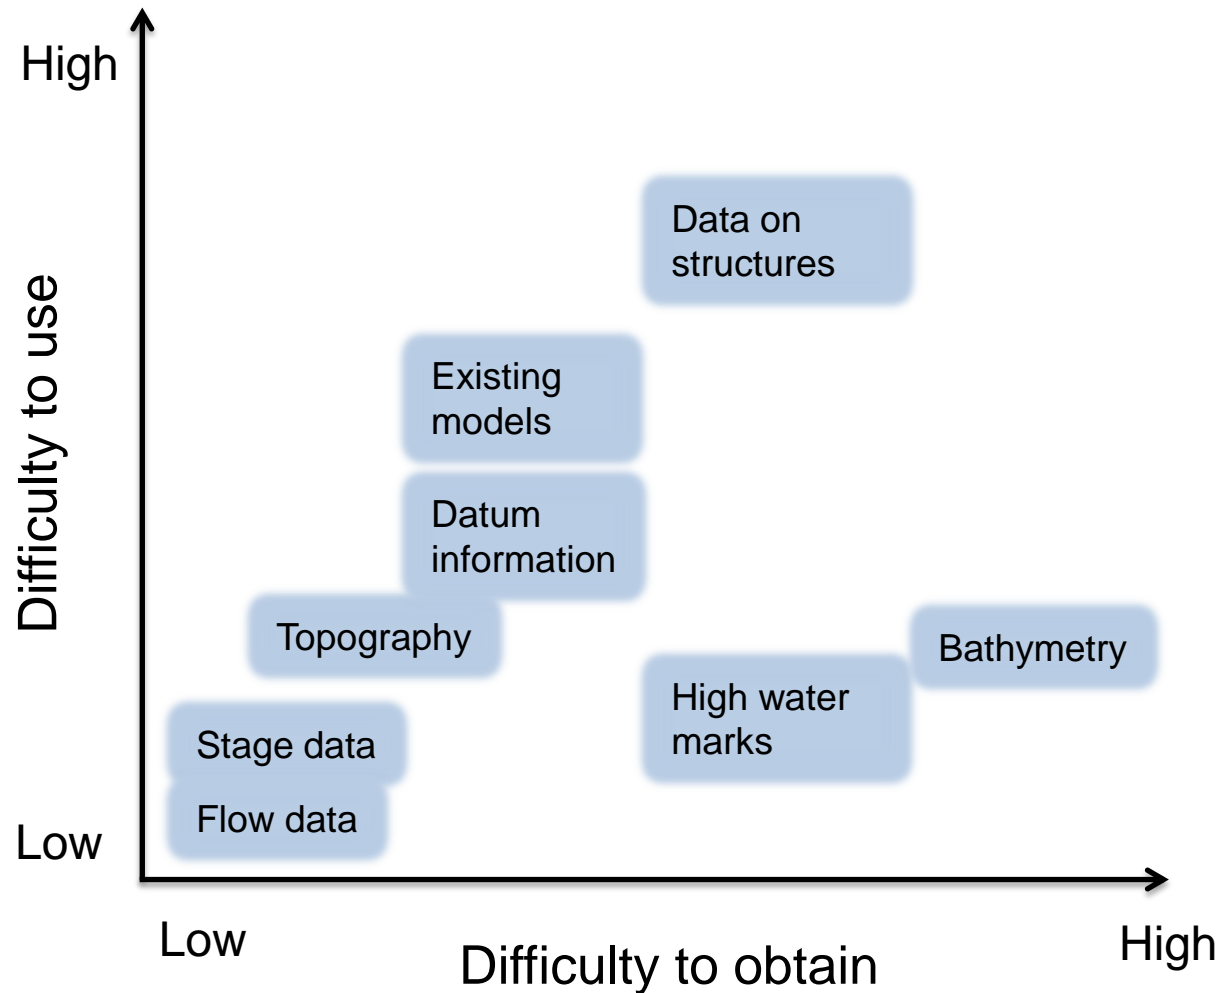 High
Difficulty to use
Data on
structures
Existing
models
Datum
information
Topography
Bathymetry
High water
marks
Stage data
Flow data
Low
Low
Difficulty to obtain
High